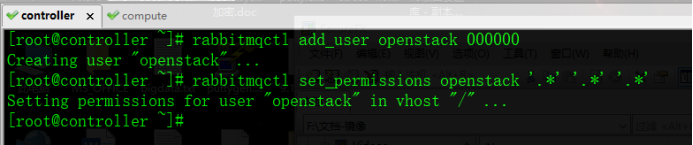 controller × compute
[root@controller ~]# rabbitmqctl add_user openstack 000000
Creating user "openstack" ...
[root@controller ~]# rabbitmqctl set_permissions openstack '.*' '.*' '.*'
Setting permissions for user "openstack" in vhost "/" ...
[root@controller ~]#